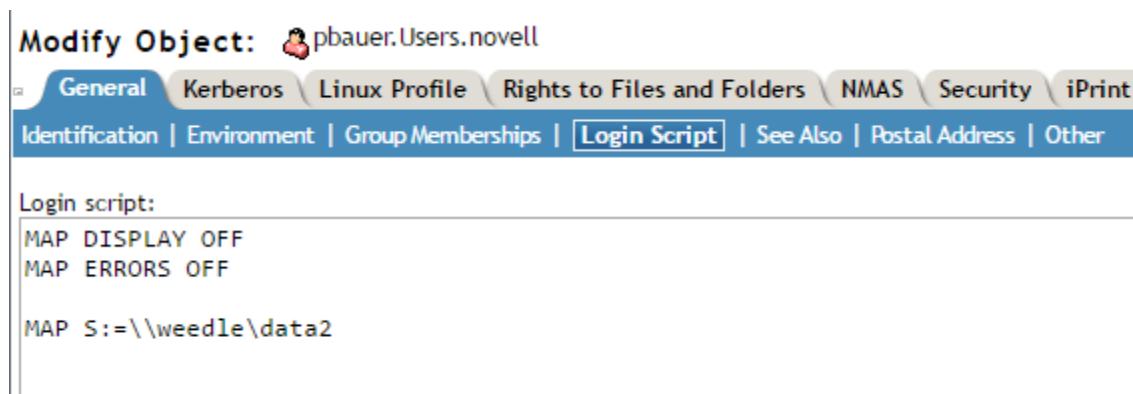 Modify Object: pbauer.Users.novell
General Kerberos Linux Profile Rights to Files and Folders NMAS Security iPrint
Identification | Environment | Group Memberships | Login Script | See Also | Postal Address | Other
Login script:
MAP DISPLAY OFF
MAP ERRORS OFF
MAP S:=\\weedle\data2